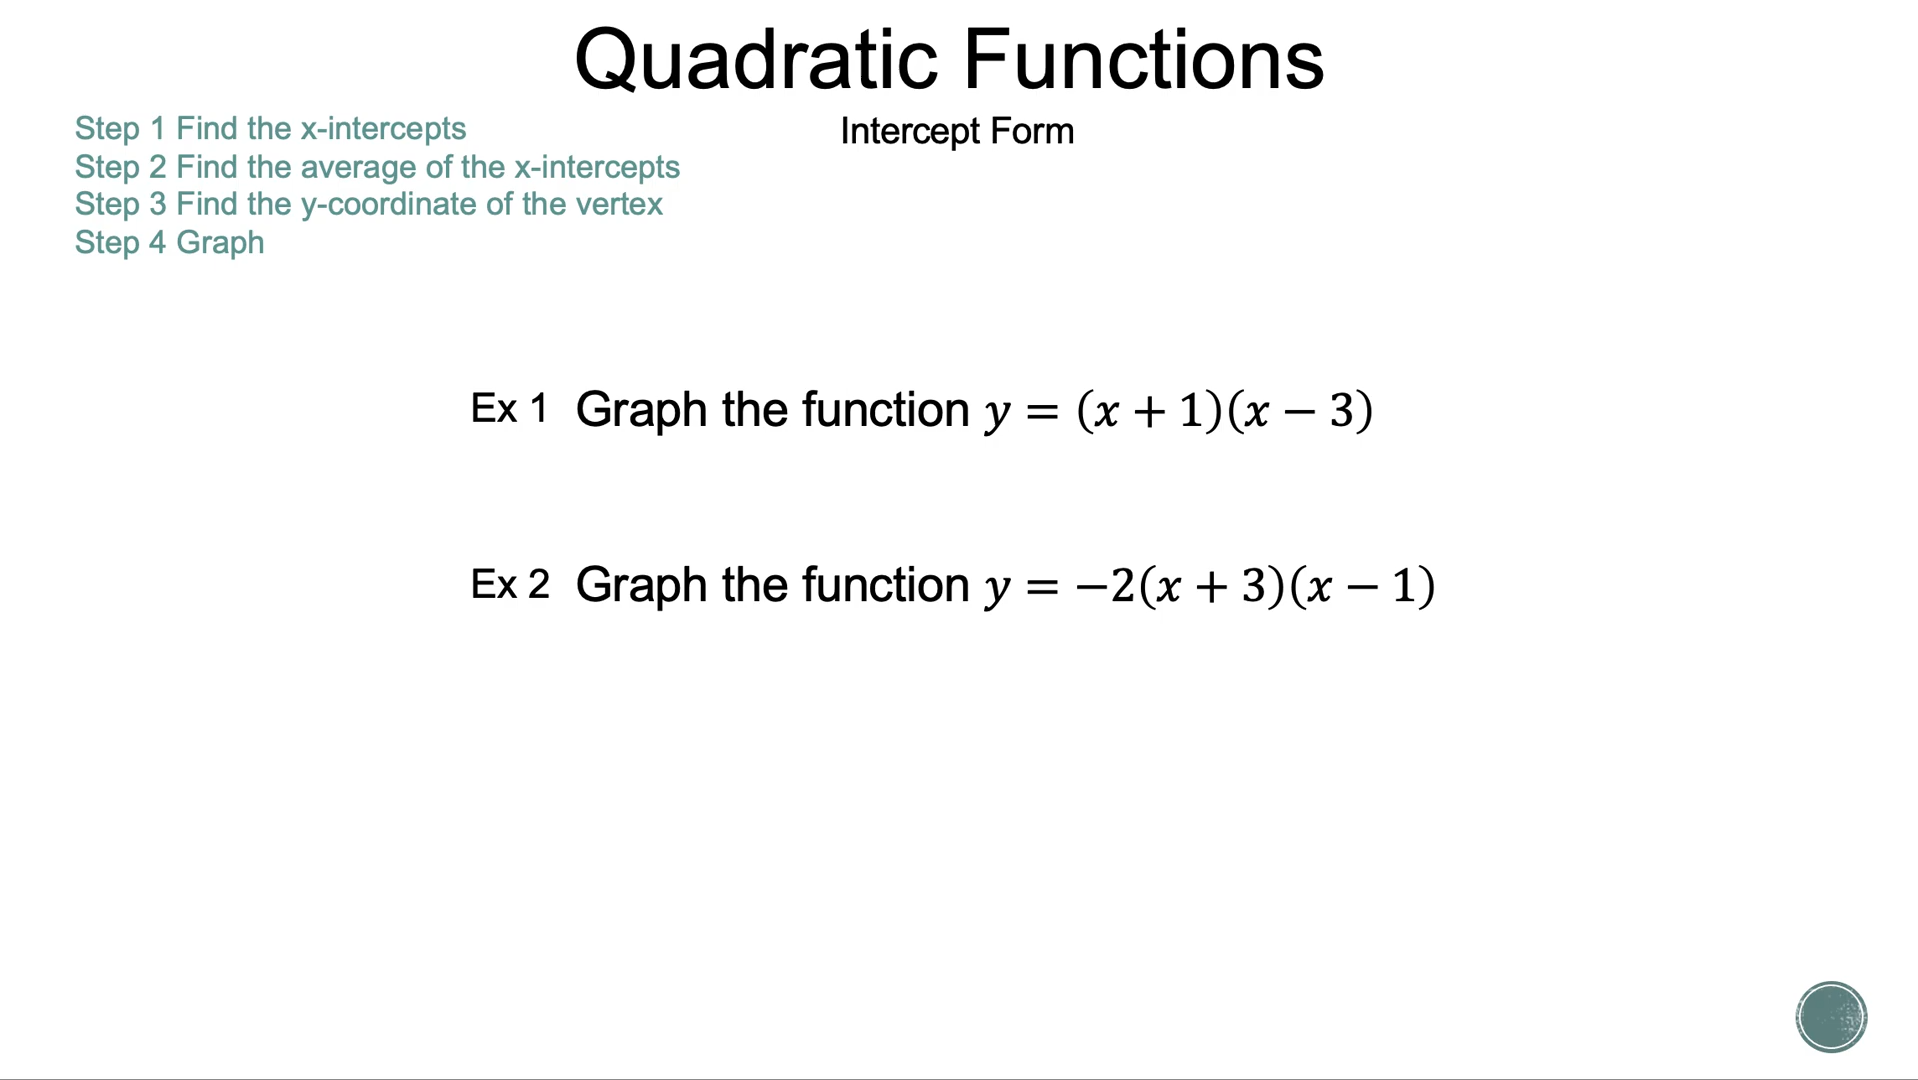 Quadratic Functions
Intercept Form
Step 1 Find the x-intercepts
Step 2 Find the average of the x-intercepts
Step 3 Find the y-coordinate of the vertex
Step 4 Graph
Ex 1 Graph the function y = (x + 1)(x − 3)
Ex 2 Graph the function y = −2(x + 3)(x − 1)